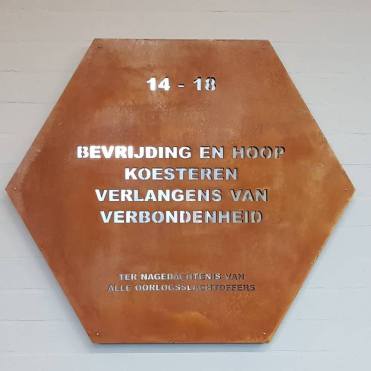 14 - 18
BEVRIJDING EN HOOP
KOESTEREN
VERLANGENS VAN
VERBONDENHEID
TER NAGEDACHTENIS VAN
ALLE OORLOGSSLACHTOFFERS